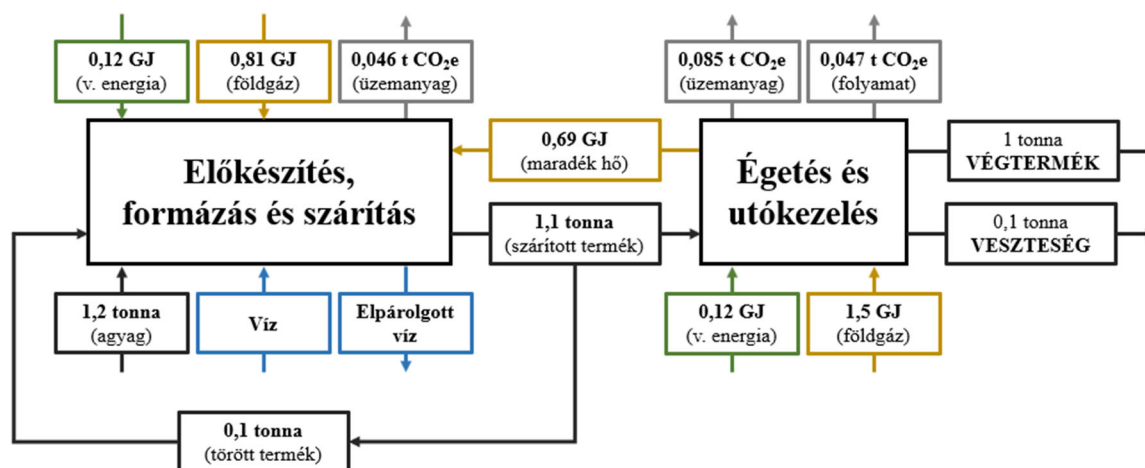 0,12 GJ
(v. energia)
0,81 GJ
(földgáz)
0,046 t CO₂e
(üzemanyag)
0,085 t CO₂e
(üzemanyag)
0,047 t CO₂e
(folyamat)
Előkészítés,
formázás és szárítás
0,69 GJ
(maradék hő)
Égetés és
utókezelés
1 tonna
VÉGTERMÉK
1,1 tonna
(szárított termék)
0,1 tonna
VESZTESÉG
1,2 tonna
(agyag)
Víz
Elpárolgott
víz
0,12 GJ
(v. energia)
1,5 GJ
(földgáz)
0,1 tonna
(törött termék)